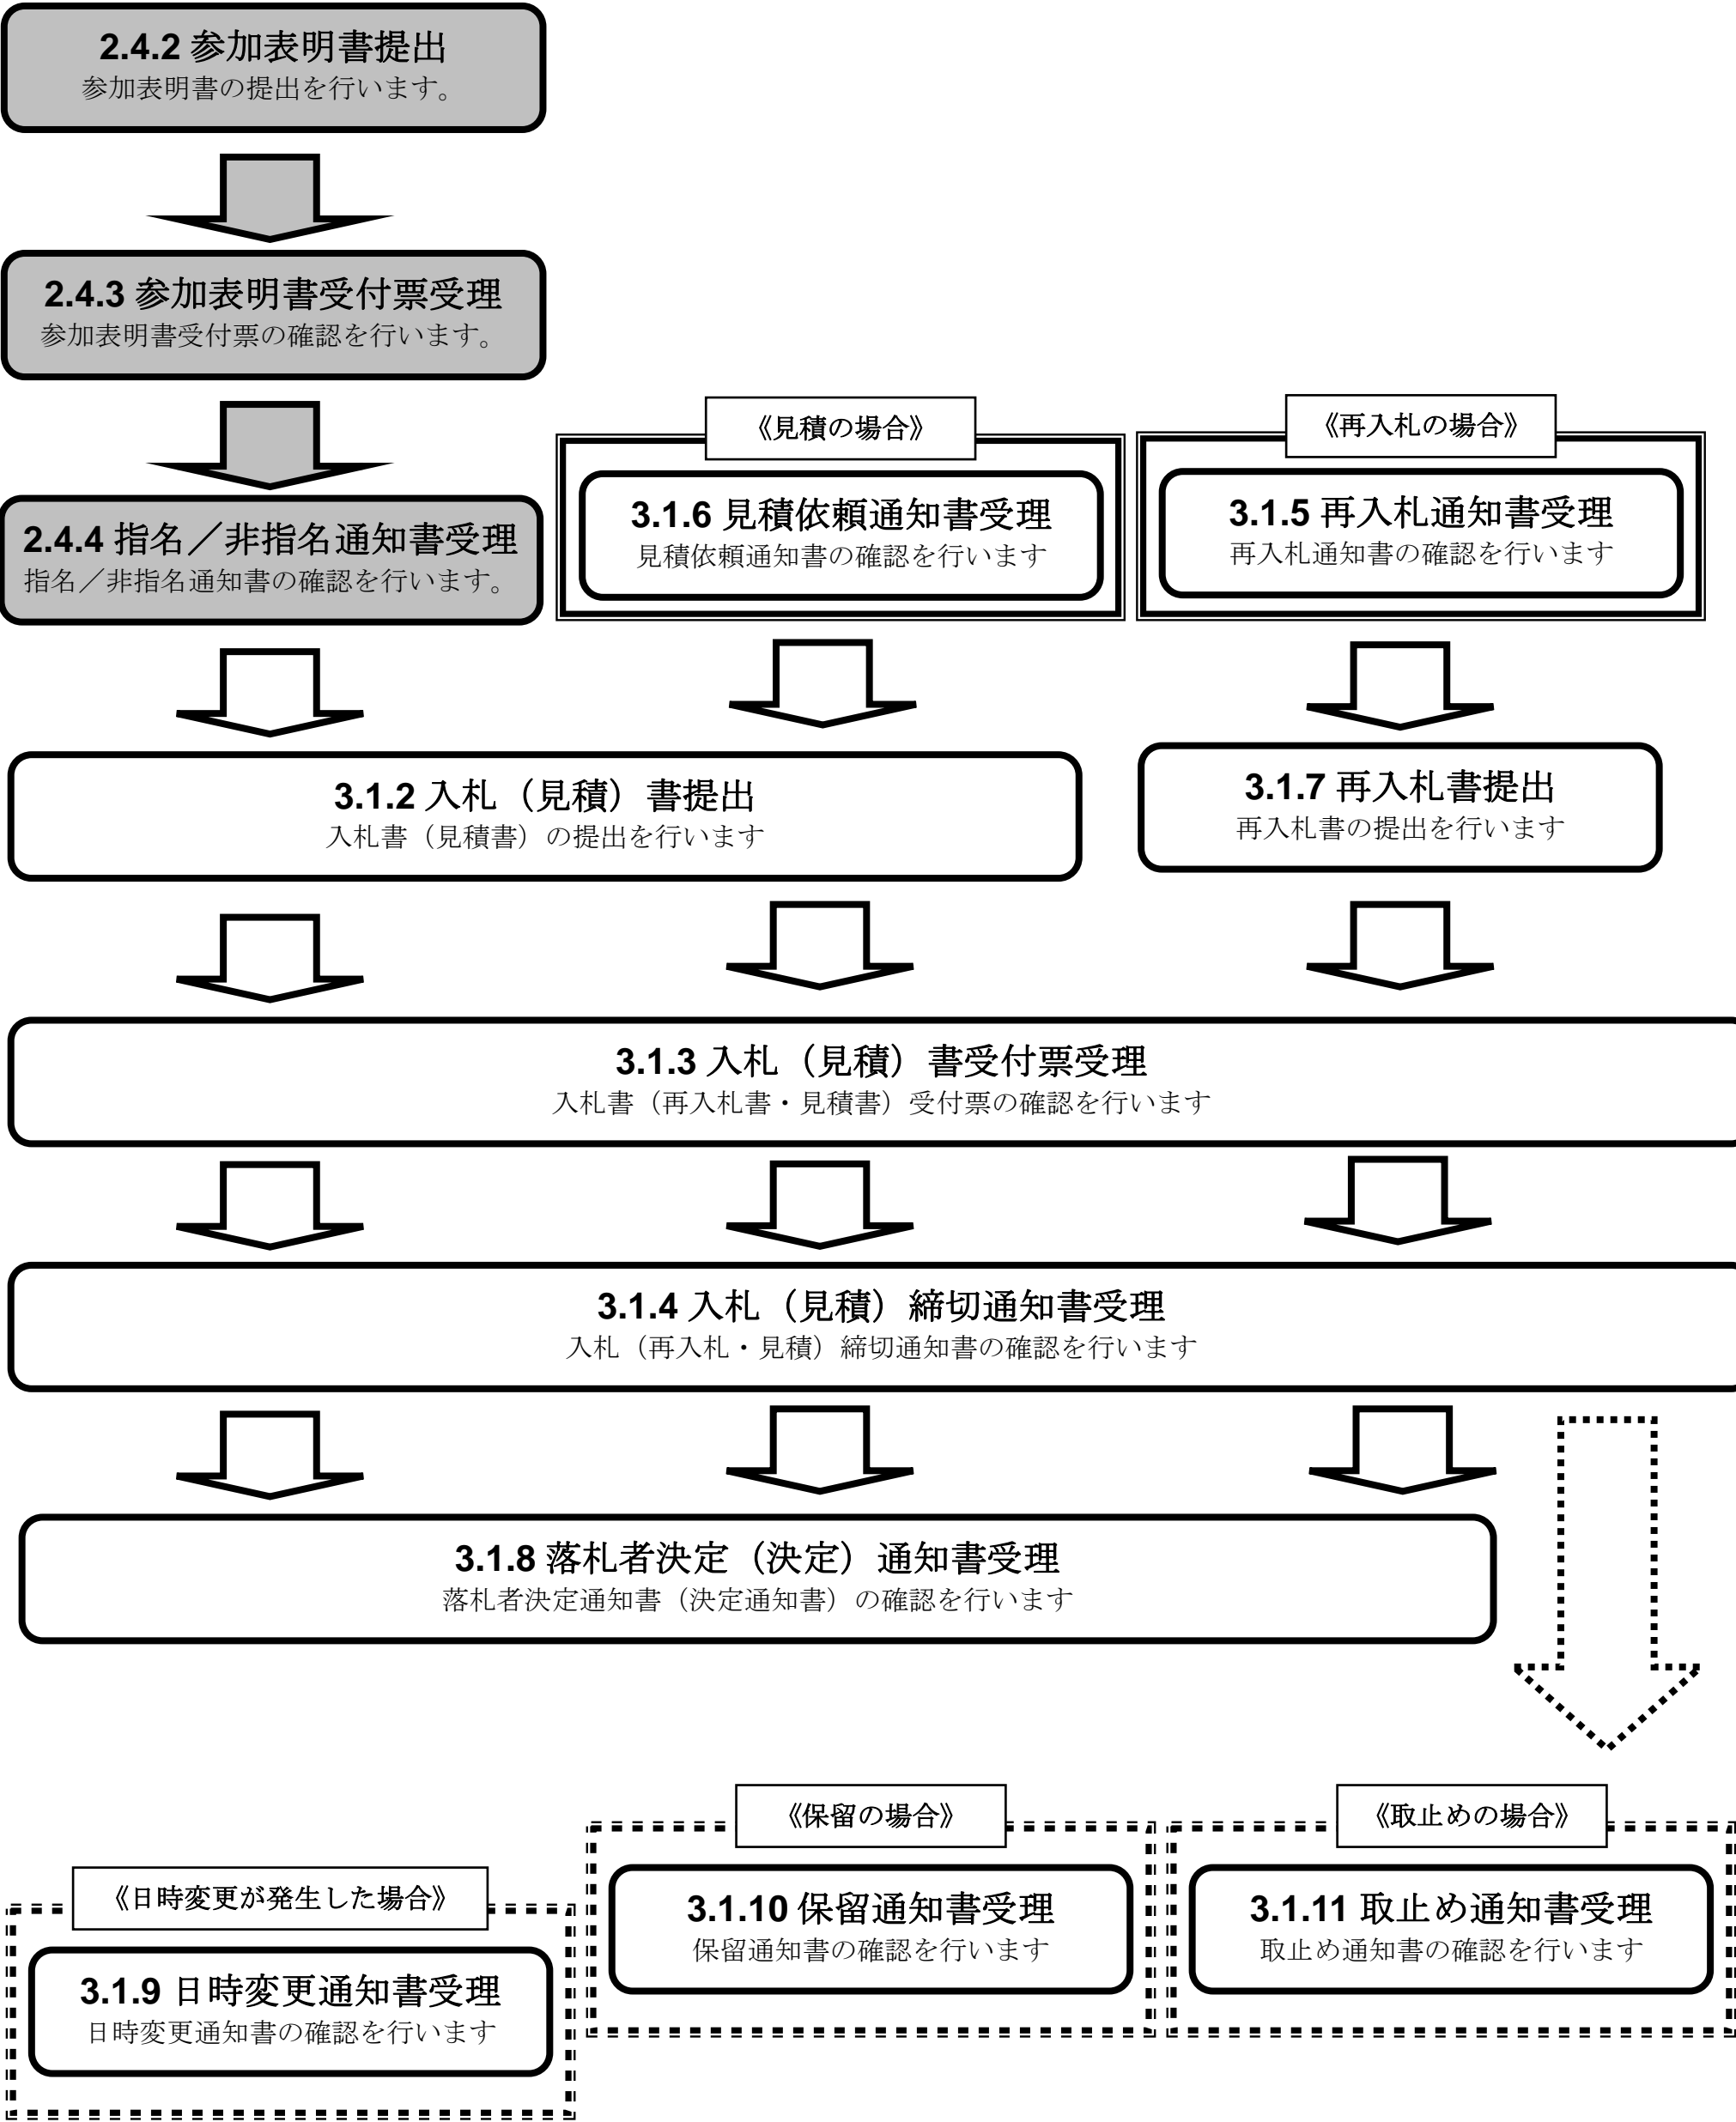 2.4.2 参加表明書提出
参加表明書の提出を行います。
2.4.3 参加表明書受付票受理
参加表明書受付票の確認を行います。
2.4.4 指名／非指名通知書受理
指名／非指名通知書の確認を行います。
《見積の場合》
3.1.6 見積依頼通知書受理
見積依頼通知書の確認を行います
《再入札の場合》
3.1.5 再入札通知書受理
再入札通知書の確認を行います
3.1.2 入札（見積）書提出
入札書（見積書）の提出を行います
3.1.7 再入札書提出
再入札書の提出を行います
3.1.3 入札（見積）書受付票受理
入札書（再入札書・見積書）受付票の確認を行います
3.1.4 入札（見積）締切通知書受理
入札（再入札・見積）締切通知書の確認を行います
3.1.8 落札者決定（決定）通知書受理
落札者決定通知書（決定通知書）の確認を行います
《日時変更が発生した場合》
3.1.9 日時変更通知書受理
日時変更通知書の確認を行います
《保留の場合》
3.1.10 保留通知書受理
保留通知書の確認を行います
《取止めの場合》
3.1.11 取止め通知書受理
取止め通知書の確認を行います